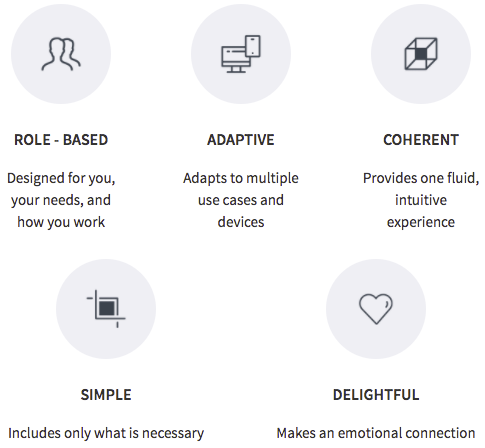 ROLE - BASED
Designed for you,
your needs, and
how you work
ADAPTIVE
Adapts to multiple
use cases and
devices
COHERENT
Provides one fluid,
intuitive
experience
SIMPLE
Includes only what is necessary
DELIGHTFUL
Makes an emotional connection